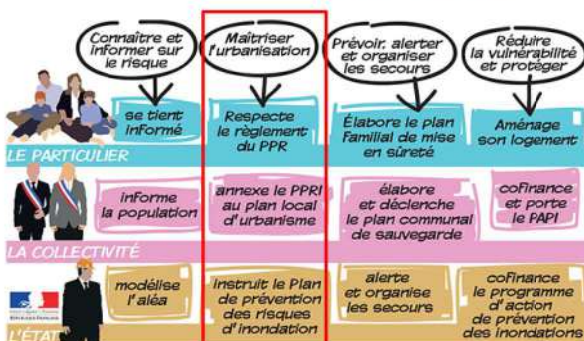 Connaître et
informer sur
le risque
Maîtriser
l'urbanisation
Prévoir, alerter
et organiser
les secours
Réduire
la vulnérabilité
et protéger
se tient
informé
Respecte
le règlement
du PPR
Élabore le plan
Familial de mise
en sûreté
Aménage
son logement
LE PARTICULIER
informe
la population
annexe le PPRI
au plan local
d'urbanisme
élabore
et déclenche
le plan communal
de sauvegarde
cofinance
et porte
le PAPI
LA COLLECTIVITÉ
modélise
l'aléa
instruit le Plan
de prévention
des risques
d'inondation
alerte
et organise
les secours
cofinance
le programme
d'action
de prévention
des inondations
L'ÉTAT